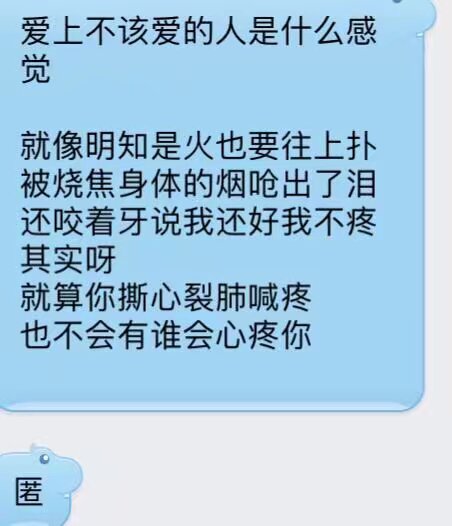 爱上不该爱的人是什么感
觉
就像明知是火也要往上扑
被烧焦身体的烟呛出了泪
还咬着牙说我还好我不疼
其实呀
就算你撕心裂肺喊疼
也不会有谁会心疼你
匿